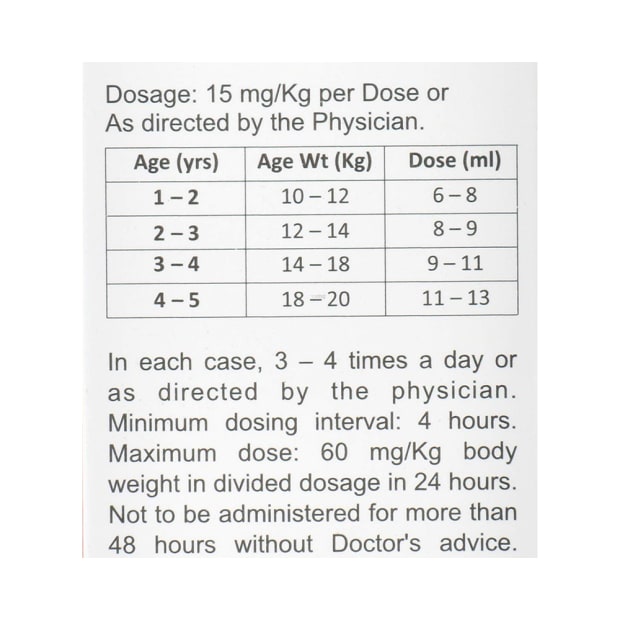 Dosage: 15 mg/Kg per Dose or
As directed by the Physician.
Age (yrs) Age Wt (Kg) Dose (ml)
1 – 2 10 – 12 6 – 8
2 – 3 12 – 14 8 – 9
3 – 4 14 – 18 9 – 11
4 – 5 18 – 20 11 – 13
In each case, 3 – 4 times a day or
as directed by the physician.
Minimum dosing interval: 4 hours.
Maximum dose: 60 mg/Kg body
weight in divided dosage in 24 hours.
Not to be administered for more than
48 hours without Doctor's advice.